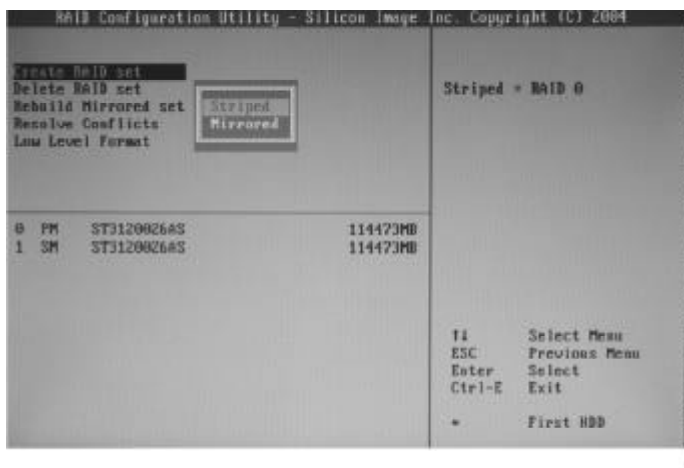 RAID Configuration Utility - Silicon Image Inc. Copyright (C) 2004
Create RAID set
Delete RAID set
Rebuild Mirrored set
Resolve Conflicts
Low Level Format
Striped
Mirrored
Striped = RAID 0
0 PM ST3120026AS 114473MB
1 SM ST3120026AS 114473MB
↑↓ Select Menu
ESC Previous Menu
Enter Select
Ctrl-E Exit
* First HDD